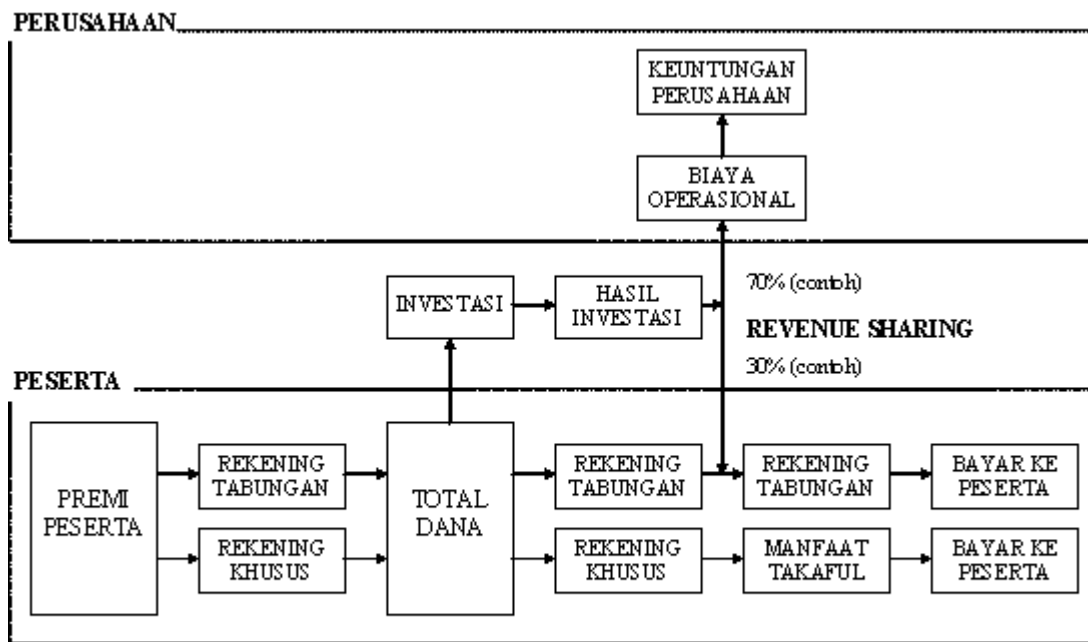 PERUSAHAAN
KEUNTUNGAN
PERUSAHAAN
BIAYA
OPERASIONAL
INVESTASI
HASIL
INVESTASI
70% (contoh)
REVENUE SHARING
30% (contoh)
PESERTA
PREMI
PESERTA
REKENING
TABUNGAN
REKENING
KHUSUS
TOTAL
DANA
REKENING
TABUNGAN
REKENING
KHUSUS
REKENING
TABUNGAN
MANFAAT
TAKAFUL
BAYAR KE
PESERTA
BAYAR KE
PESERTA